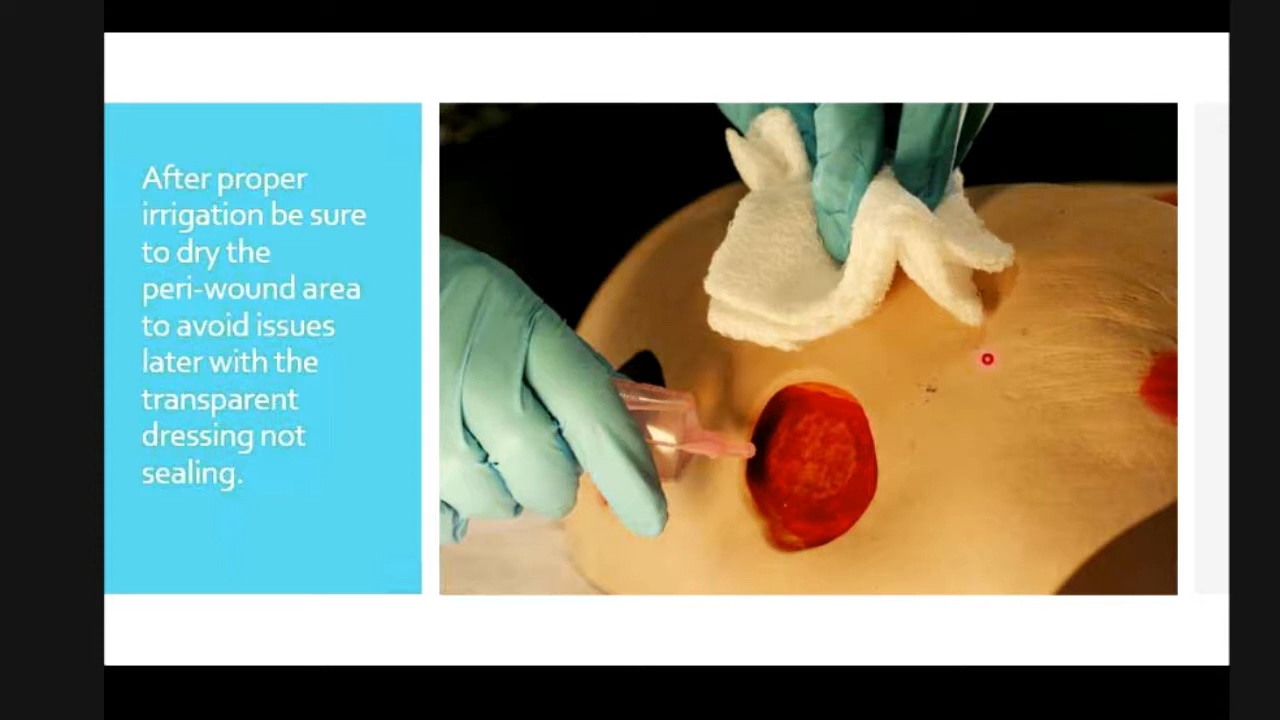 After proper
irrigation be sure
to dry the
peri-wound area
to avoid issues
later with the
transparent
dressing not
sealing.